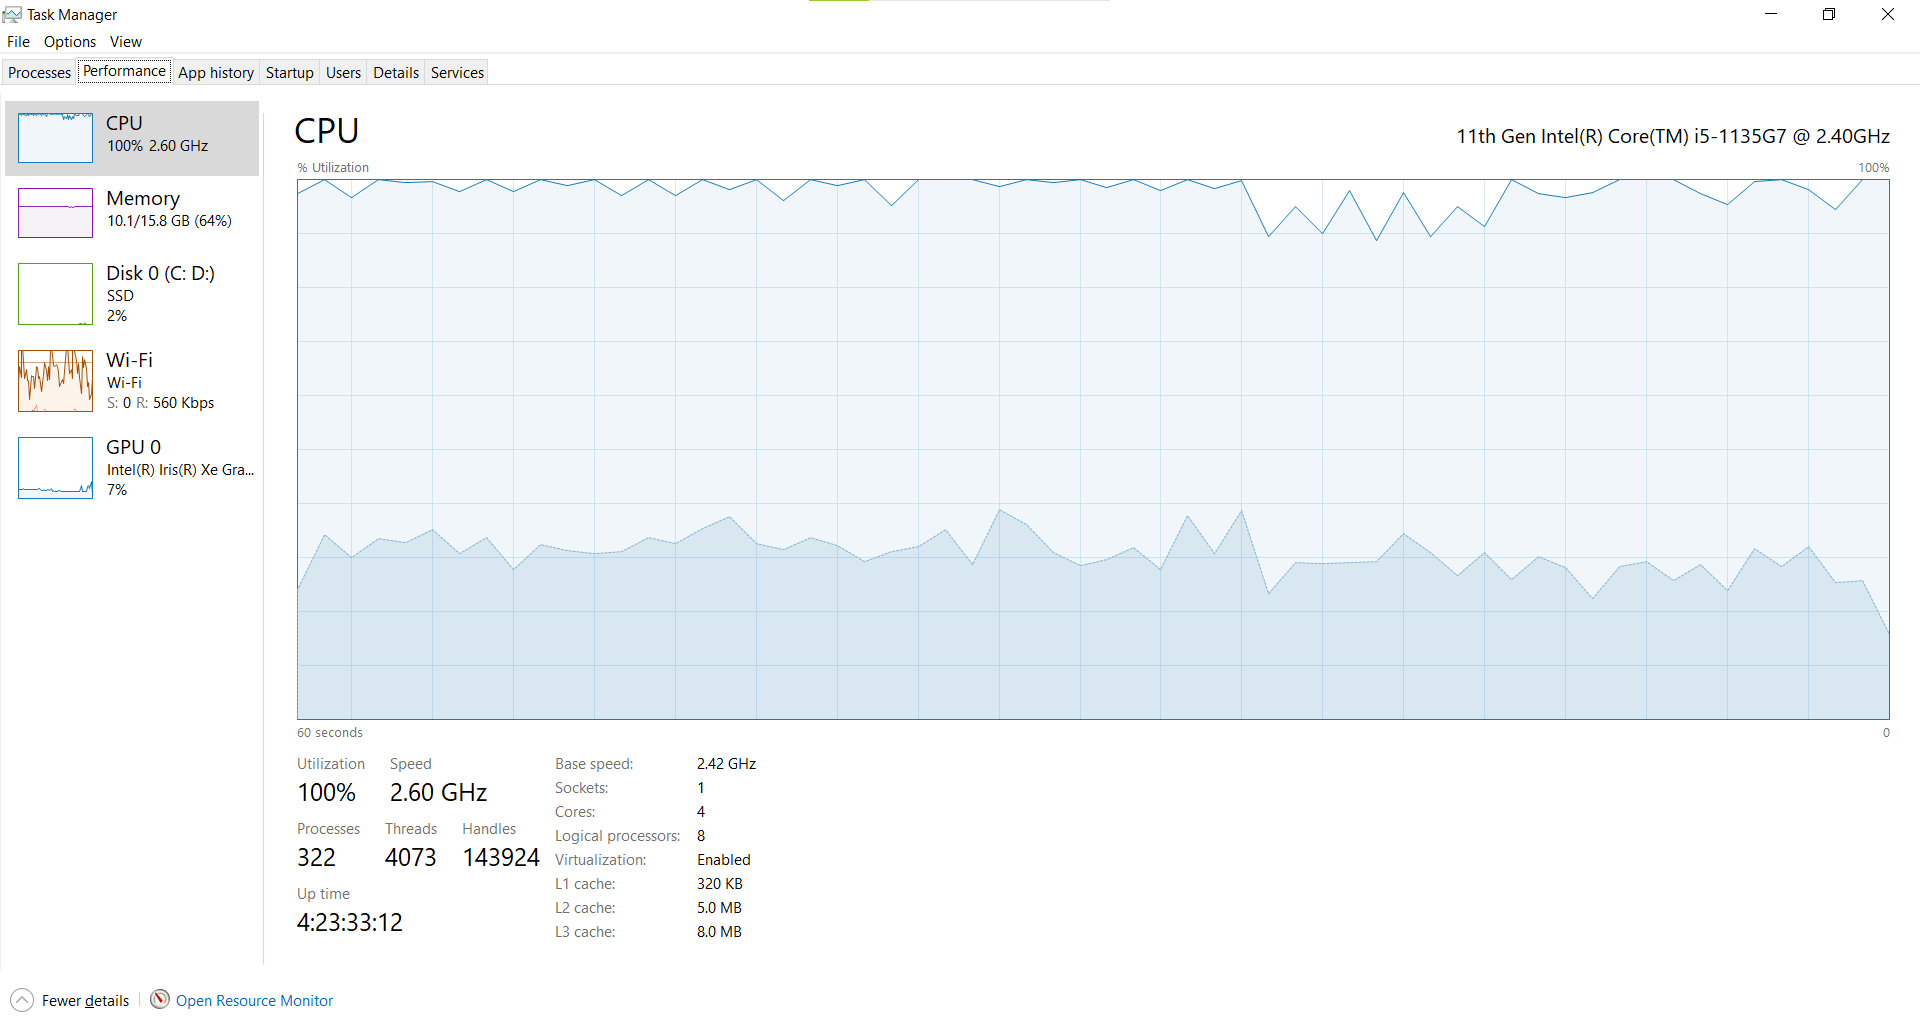 Task Manager
File Options View
Processes Performance App history Startup Users Details Services
CPU
100% 2.60 GHz
Memory
10.1/15.8 GB (64%)
Disk 0 (C: D:)
SSD
2%
Wi-Fi
Wi-Fi
S: 0 R: 560 Kbps
GPU 0
Intel(R) Iris(R) Xe Gra...
7%
CPU
11th Gen Intel(R) Core(TM) i5-1135G7 @ 2.40GHz
% Utilization
100%
60 seconds
0
Utilization Speed
100% 2.60 GHz
Processes Threads Handles
322 4073 143924
Up time
4:23:33:12
Base speed: 2.42 GHz
Sockets: 1
Cores: 4
Logical processors: 8
Virtualization: Enabled
L1 cache: 320 KB
L2 cache: 5.0 MB
L3 cache: 8.0 MB
Fewer details
Open Resource Monitor